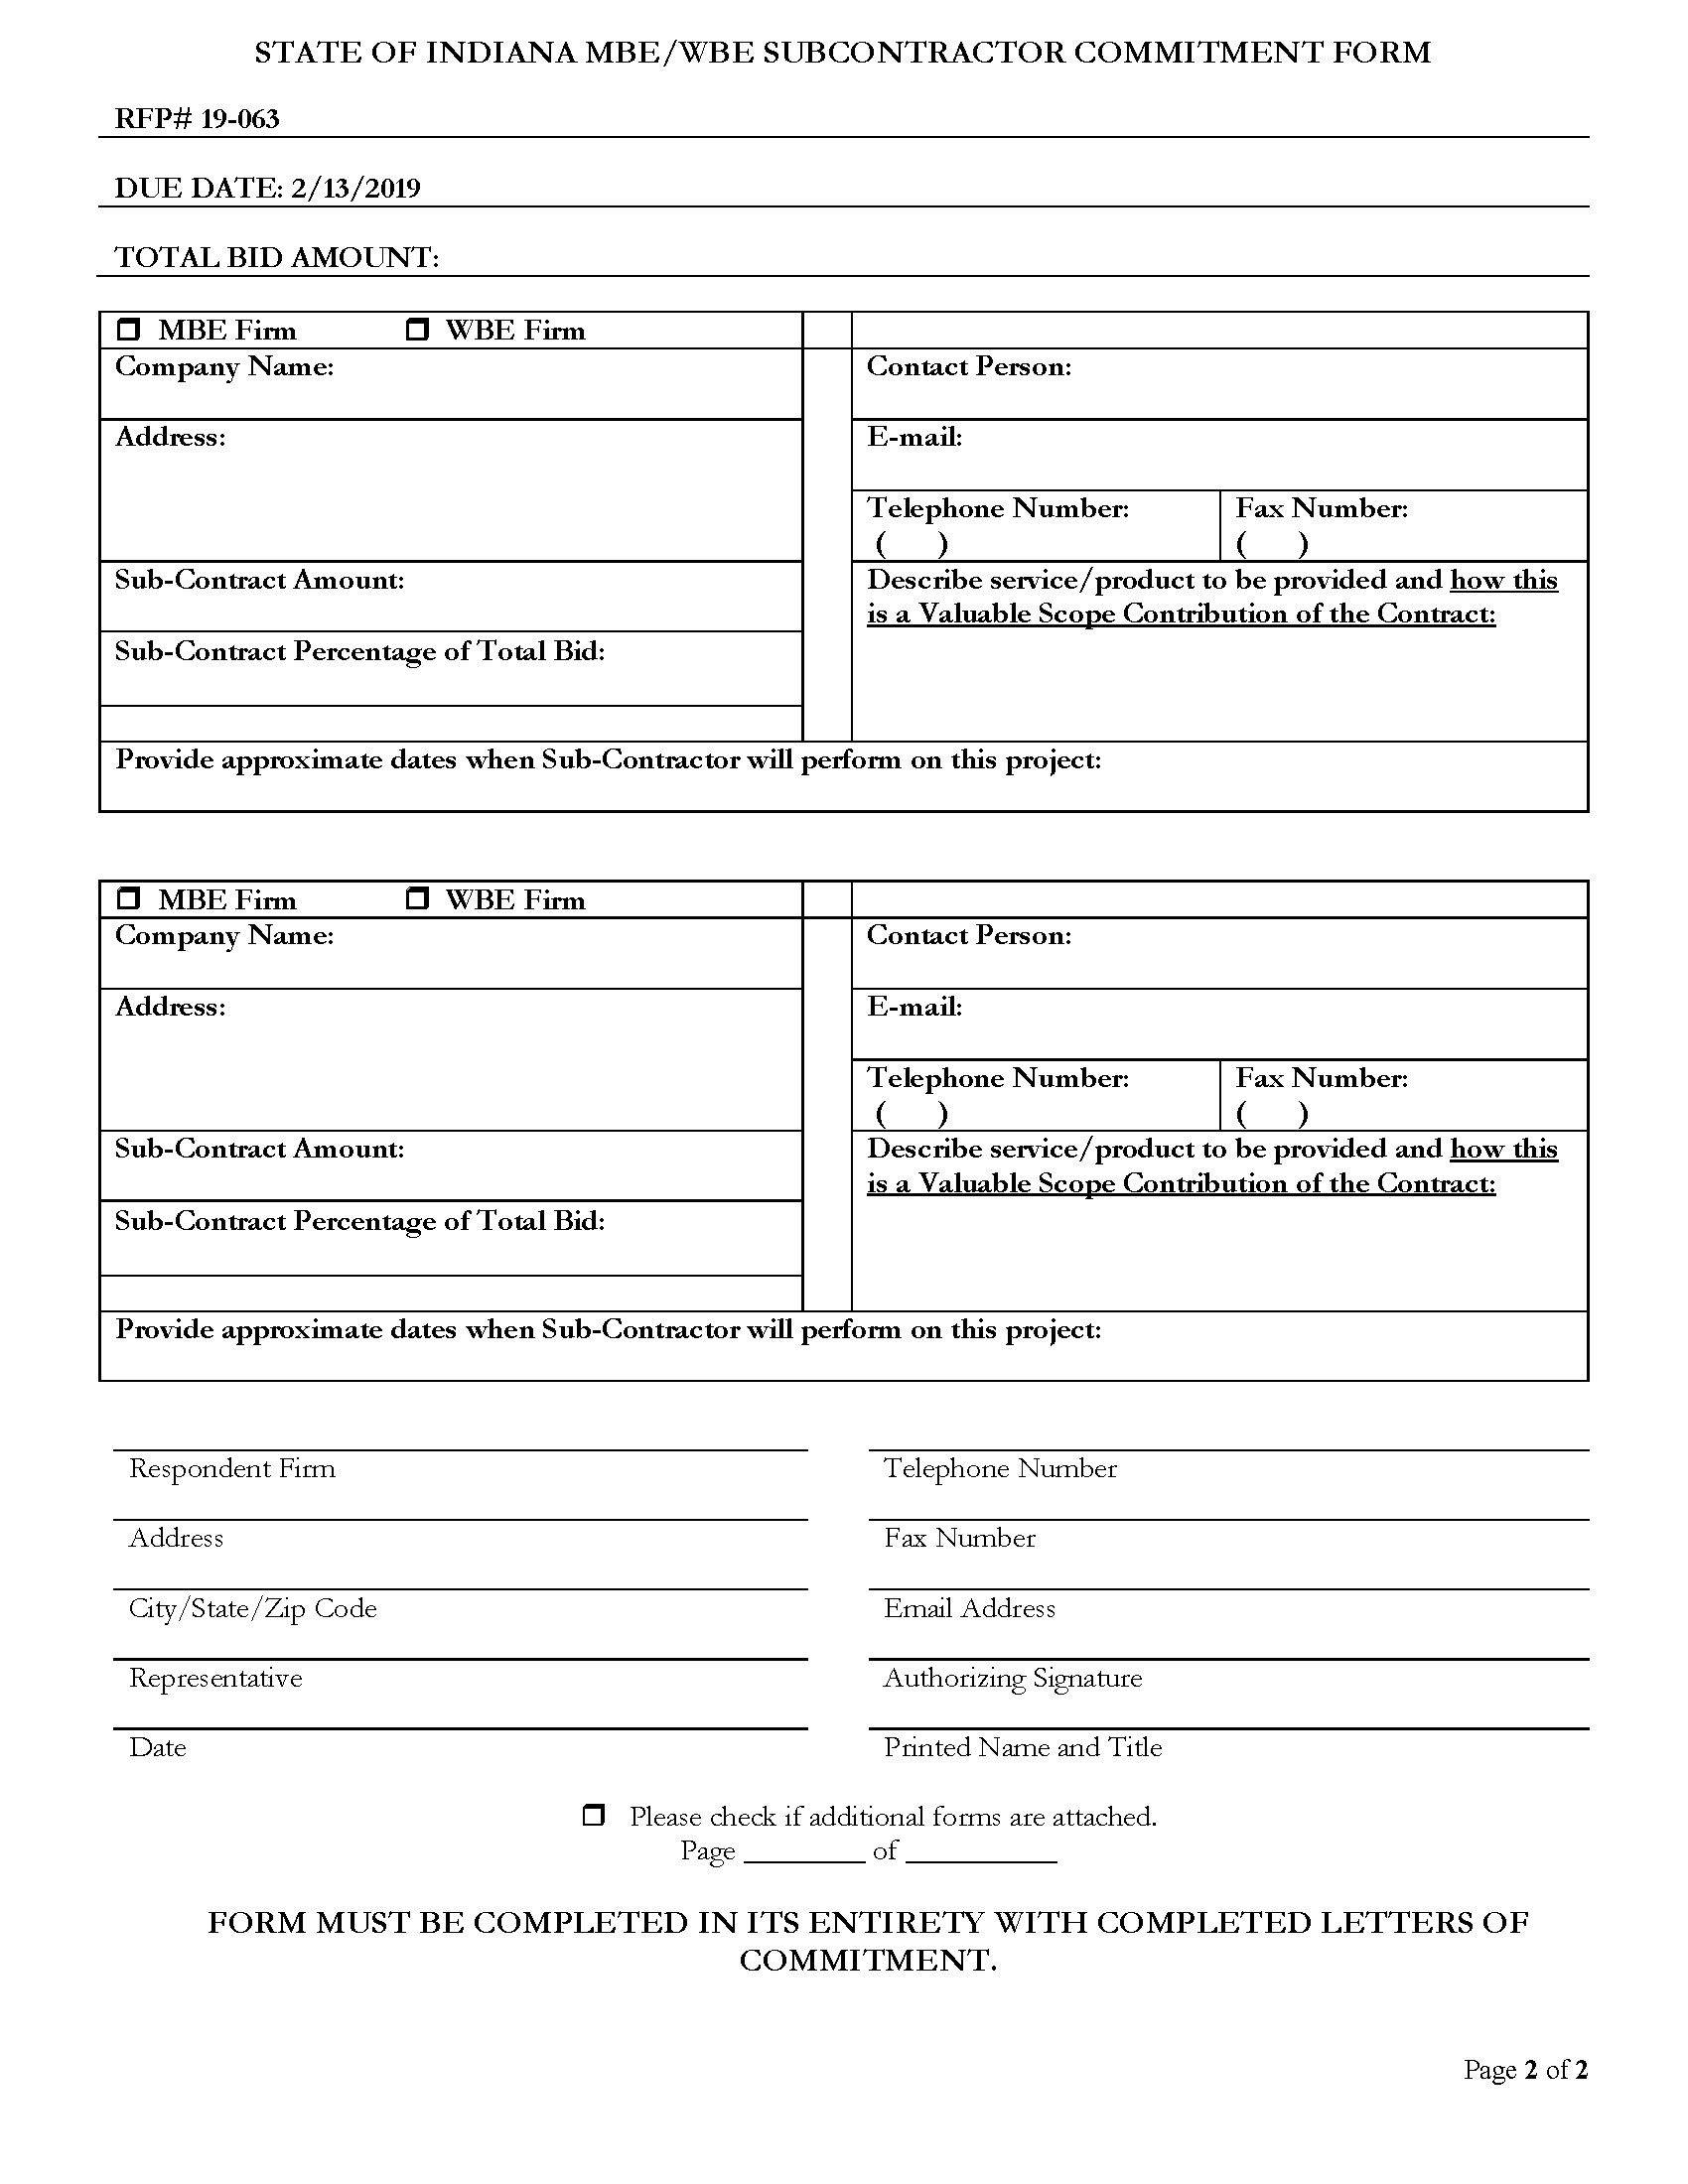 STATE OF INDIANA MBE/WBE SUBCONTRACTOR COMMITMENT FORM
RFP# 19-063
DUE DATE: 2/13/2019
TOTAL BID AMOUNT:
MBE Firm WBE Firm
Company Name: Contact Person:
Address: E-mail:
Telephone Number: Fax Number:
( ) ( )
Sub-Contract Amount: Describe service/product to be provided and how this
is a Valuable Scope Contribution of the Contract:
Sub-Contract Percentage of Total Bid:
Provide approximate dates when Sub-Contractor will perform on this project:
MBE Firm WBE Firm
Company Name: Contact Person:
Address: E-mail:
Telephone Number: Fax Number:
( ) ( )
Sub-Contract Amount: Describe service/product to be provided and how this
is a Valuable Scope Contribution of the Contract:
Sub-Contract Percentage of Total Bid:
Provide approximate dates when Sub-Contractor will perform on this project:
Respondent Firm Telephone Number
Address Fax Number
City/State/Zip Code Email Address
Representative Authorizing Signature
Date Printed Name and Title
Please check if additional forms are attached.
Page ________ of __________
FORM MUST BE COMPLETED IN ITS ENTIRETY WITH COMPLETED LETTERS OF
COMMITMENT.
Page 2 of 2